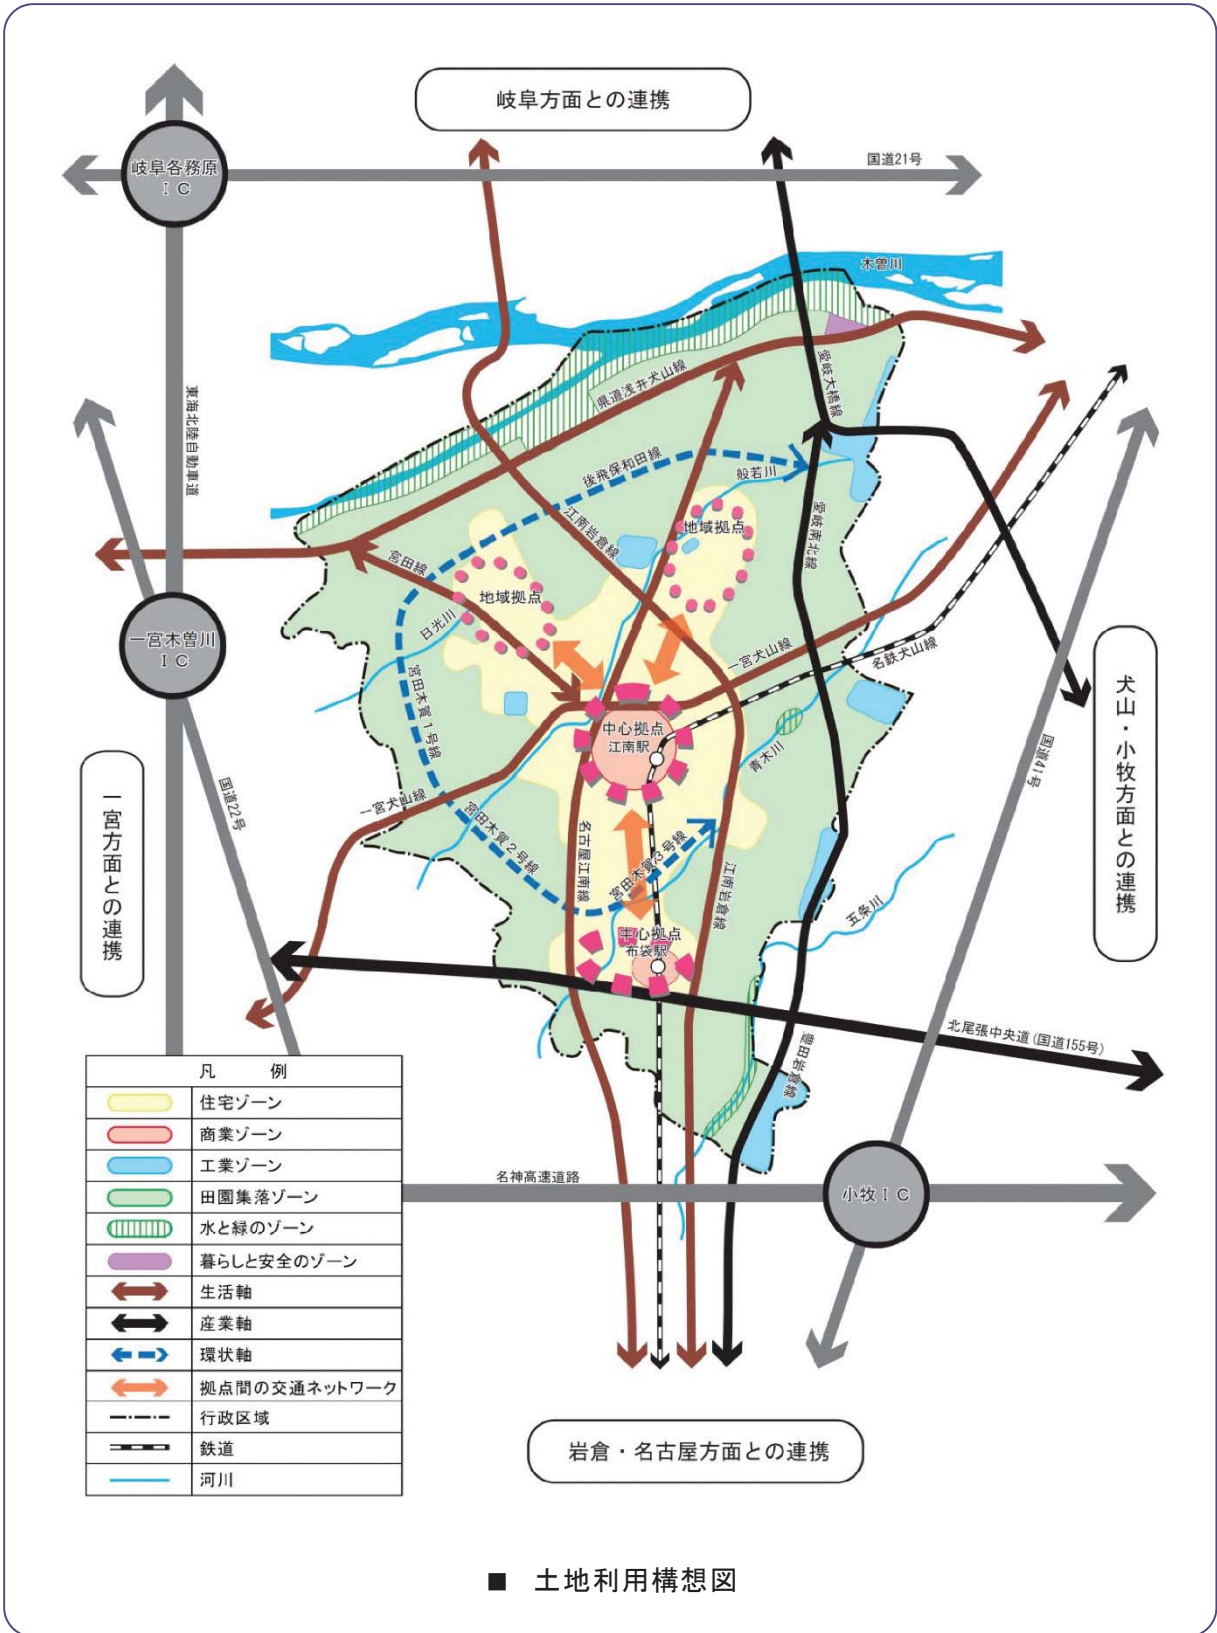 岐阜方面との連携
国道21号
岐阜各務原
ＩＣ
木曽川
東海北陸自動車道
県道浅井犬山線
愛岐大橋線
後飛保和田線
般若川
江南岩倉線
地域拠点
愛岐南北線
宮田線
地域拠点
日光川
一宮木曽川
ＩＣ
一宮犬山線
名鉄犬山線
宮田木賀1号線
中心拠点
江南駅
青木川
犬山・小牧方面との連携
国道41号
一宮方面との連携
国道22号
一宮犬山線
宮田木賀2号線
名古屋江南線
宮田木賀3号線
江南岩倉線
五条川
中心拠点
布袋駅
北尾張中央道(国道155号)
豊田岩倉線
凡　例
住宅ゾーン
商業ゾーン
工業ゾーン
田園集落ゾーン
水と緑のゾーン
暮らしと安全のゾーン
生活軸
産業軸
環状軸
拠点間の交通ネットワーク
行政区域
鉄道
河川
名神高速道路
小牧ＩＣ
岩倉・名古屋方面との連携
■　土地利用構想図